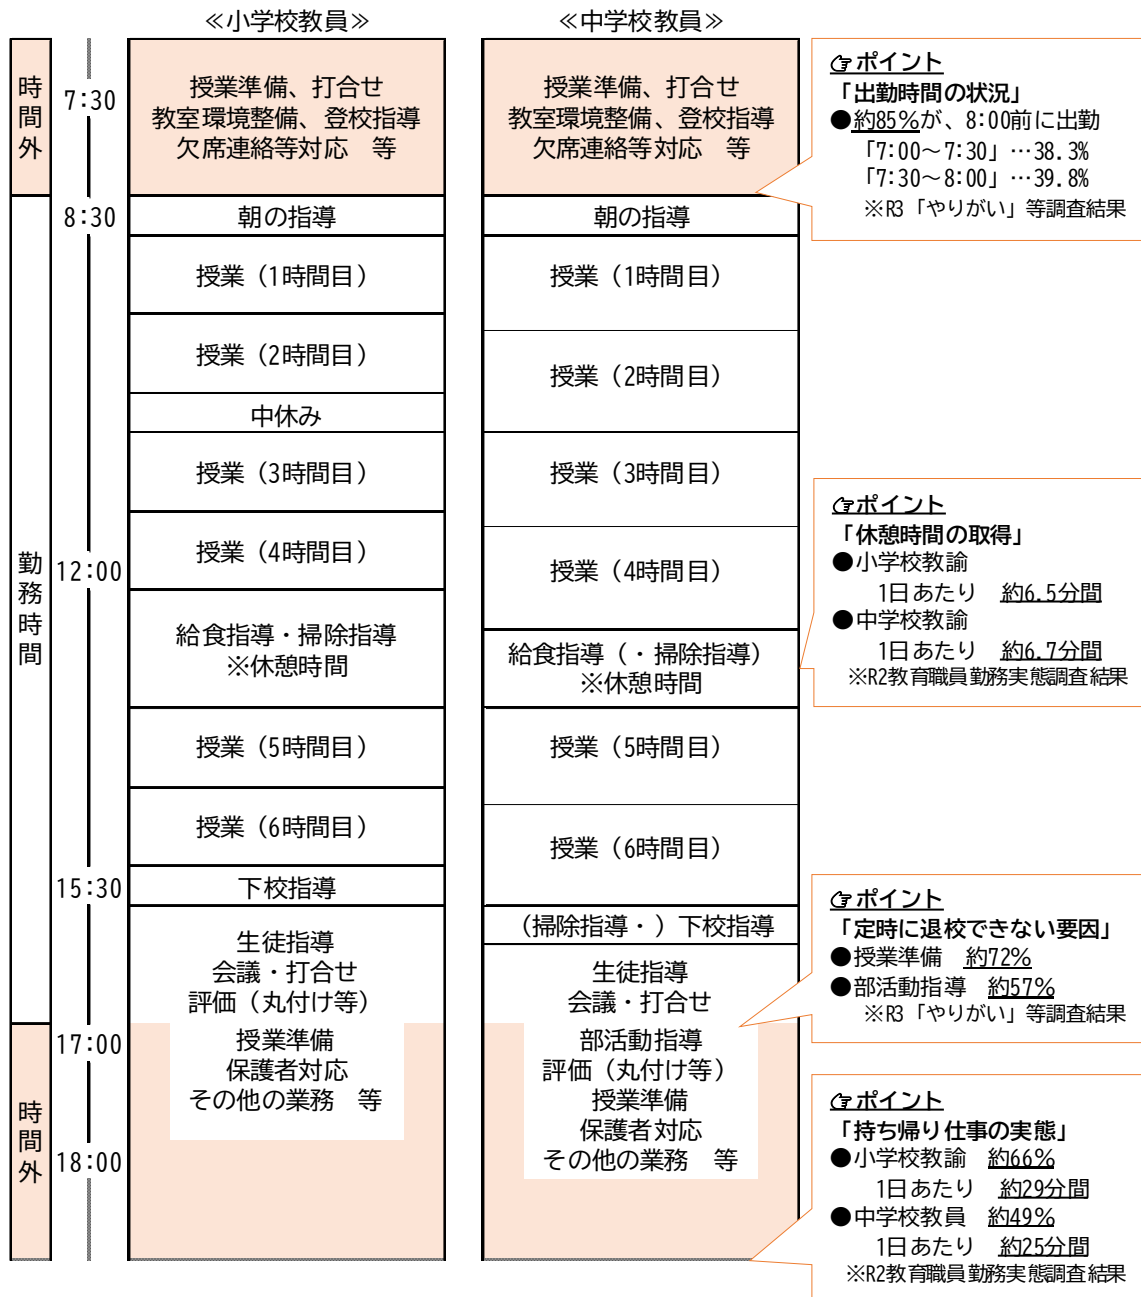 ≪小学校教員≫
≪中学校教員≫
時間外
勤務時間
時間外
7:30
8:30
12:00
15:30
17:00
18:00
授業準備、打合せ
教室環境整備、登校指導
欠席連絡等対応　等
朝の指導
授業（1時間目）
授業（2時間目）
中休み
授業（3時間目）
授業（4時間目）
給食指導・掃除指導
※休憩時間
授業（5時間目）
授業（6時間目）
下校指導
生徒指導
会議・打合せ
評価（丸付け等）
授業準備
保護者対応
その他の業務　等
授業準備、打合せ
教室環境整備、登校指導
欠席連絡等対応　等
朝の指導
授業（1時間目）
授業（2時間目）
授業（3時間目）
授業（4時間目）
給食指導（・掃除指導）
※休憩時間
授業（5時間目）
授業（6時間目）
（掃除指導・）下校指導
生徒指導
会議・打合せ
部活動指導
評価（丸付け等）
授業準備
保護者対応
その他の業務　等
☞ポイント
「出勤時間の状況」
●約85%が、8:00前に出勤
「7:00～7:30」…38.3%
「7:30～8:00」…39.8%
※R3「やりがい」等調査結果
☞ポイント
「休憩時間の取得」
●小学校教諭
1日あたり　約6.5分間
●中学校教諭
1日あたり　約6.7分間
※R2教育職員勤務実態調査結果
☞ポイント
「定時に退校できない要因」
●授業準備　約72%
●部活動指導　約57%
※R3「やりがい」等調査結果
☞ポイント
「持ち帰り仕事の実態」
●小学校教諭　約66%
1日あたり　約29分間
●中学校教員　約49%
1日あたり　約25分間
※R2教育職員勤務実態調査結果